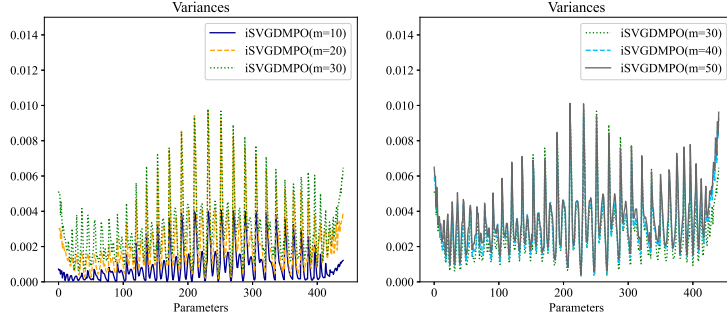 Variances
0.014
0.012
0.010
0.008
0.006
0.004
0.002
0.000
iSVGDMPO(m=10)
iSVGDMPO(m=20)
iSVGDMPO(m=30)
0 100 200 300 400
Parameters
Variances
0.014
0.012
0.010
0.008
0.006
0.004
0.002
0.000
iSVGDMPO(m=30)
iSVGDMPO(m=40)
iSVGDMPO(m=50)
0 100 200 300 400
Parameters